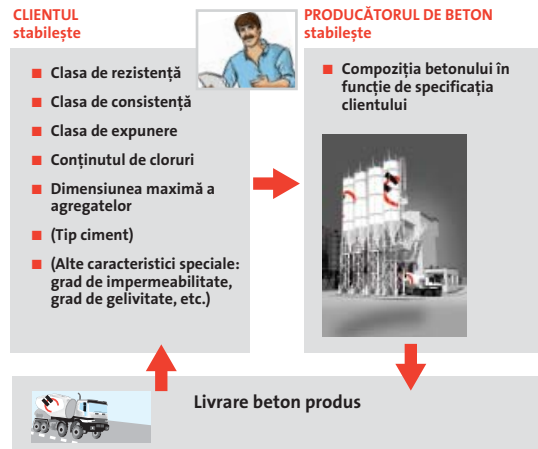 CLIENTUL
stabilește
■ Clasa de rezistență
■ Clasa de consistență
■ Clasa de expunere
■ Conținutul de cloruri
■ Dimensiunea maximă a
agregatelor
■ (Tip ciment)
■ (Alte caracteristici speciale:
grad de impermeabilitate,
grad de gelivitate, etc.)
PRODUCĂTORUL DE BETON
stabilește
■ Compoziția betonului în
funcție de specificația
clientului
Livrare beton produs